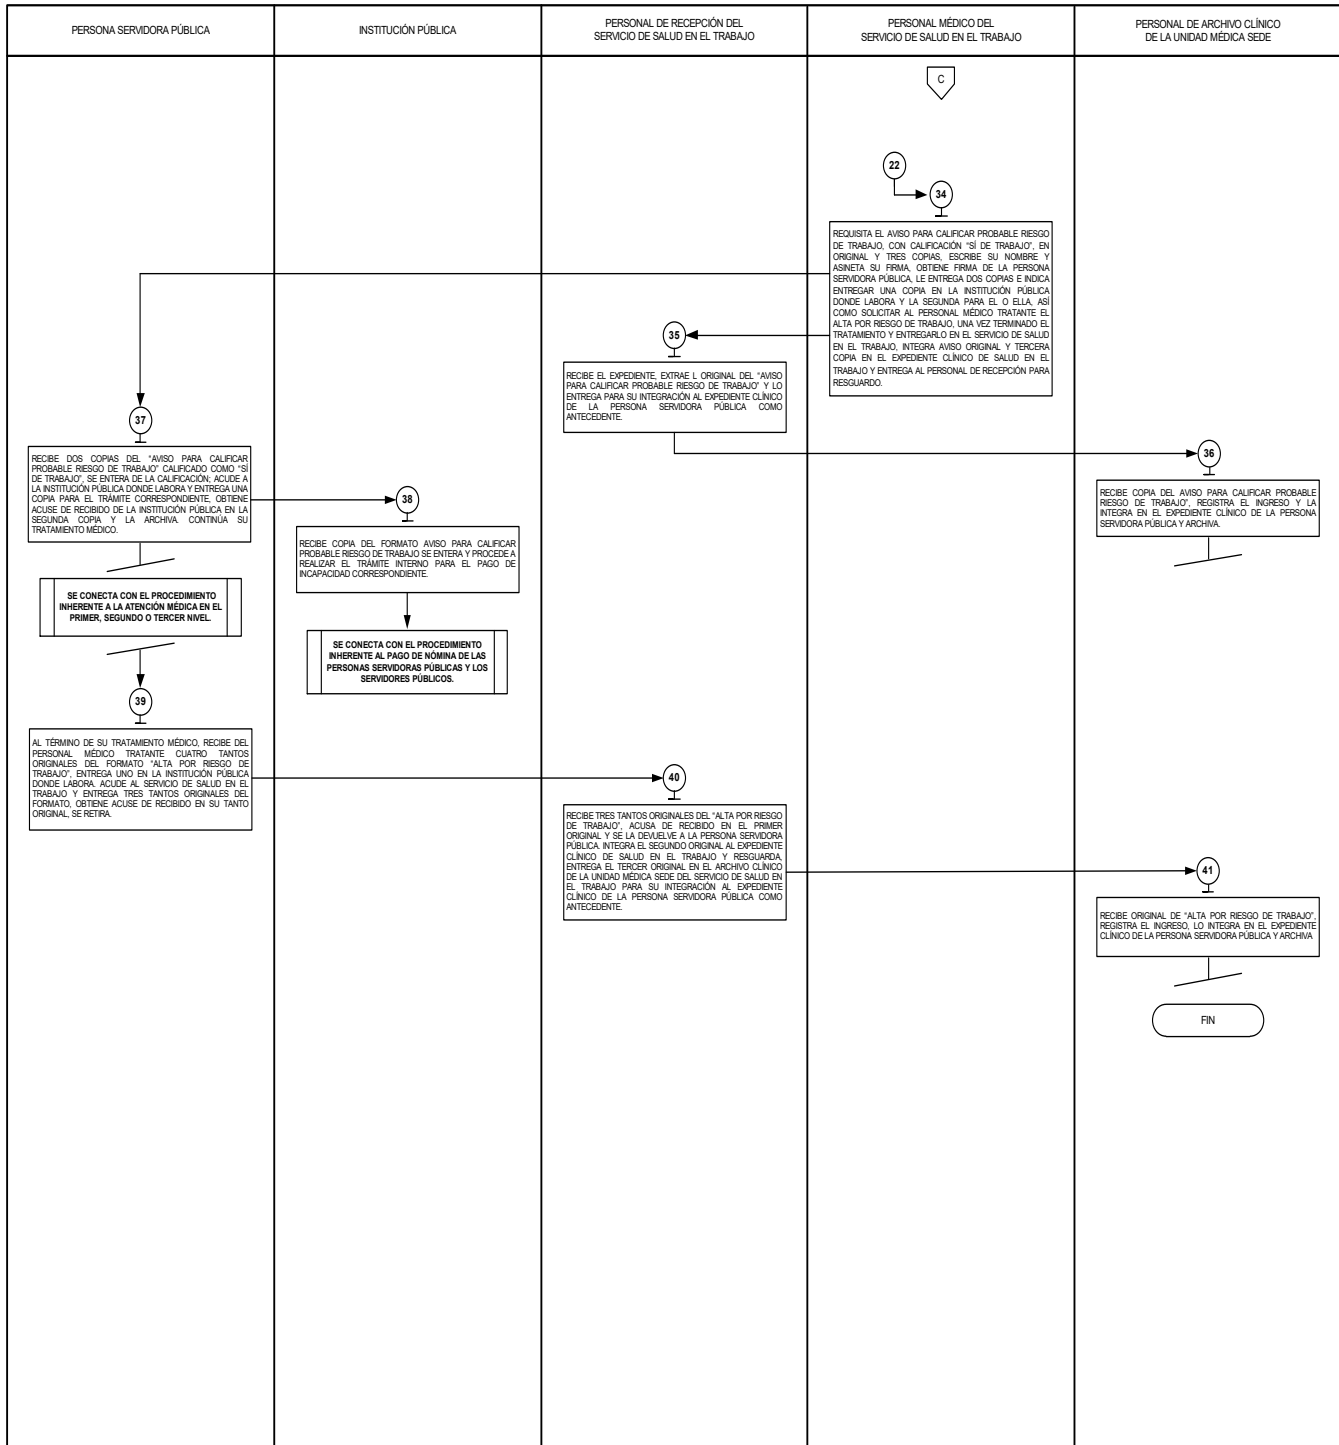 PERSONA SERVIDORA PÚBLICA
INSTITUCIÓN PÚBLICA
PERSONAL DE RECEPCIÓN DEL
SERVICIO DE SALUD EN EL TRABAJO
PERSONAL MÉDICO DEL
SERVICIO DE SALUD EN EL TRABAJO
PERSONAL DE ARCHIVO CLÍNICO
DE LA UNIDAD MÉDICA SEDE
C
22
34
REQUISITA EL AVISO PARA CALIFICAR PROBABLE RIESGO
DE TRABAJO, CON CALIFICACIÓN "SÍ DE TRABAJO", EN
ORIGINAL Y TRES COPIAS, ESCRIBE SU NOMBRE Y
ASINETA SU FIRMA, OBTIENE FIRMA DE LA PERSONA
SERVIDORA PÚBLICA, LE ENTREGA DOS COPIAS E INDICA
ENTREGAR UNA COPIA EN LA INSTITUCIÓN PÚBLICA
DONDE LABORA Y LA SEGUNDA PARA EL O ELLA, ASÍ
COMO SOLICITAR AL PERSONAL MÉDICO TRATANTE EL
ALTA POR RIESGO DE TRABAJO, UNA VEZ TERMINADO EL
TRATAMIENTO Y ENTREGARLO EN EL SERVICIO DE SALUD
EN EL TRABAJO, INTEGRA AVISO ORIGINAL Y TERCERA
COPIA EN EL EXPEDIENTE CLÍNICO DE SALUD EN EL
TRABAJO Y ENTREGA AL PERSONAL DE RECEPCIÓN PARA
RESGUARDO.
35
RECIBE EL EXPEDIENTE, EXTRAE L ORIGINAL DEL "AVISO
PARA CALIFICAR PROBABLE RIESGO DE TRABAJO" Y LO
ENTREGA PARA SU INTEGRACIÓN AL EXPEDIENTE CLÍNICO
DE LA PERSONA SERVIDORA PÚBLICA COMO
ANTECEDENTE.
37
RECIBE DOS COPIAS DEL "AVISO PARA CALIFICAR
PROBABLE RIESGO DE TRABAJO" CALIFICADO COMO "SÍ
DE TRABAJO", SE ENTERA DE LA CALIFICACIÓN; ACUDE A
LA INSTITUCIÓN PÚBLICA DONDE LABORA Y ENTREGA UNA
COPIA PARA EL TRÁMITE CORRESPONDIENTE, OBTIENE
ACUSE DE RECIBIDO DE LA INSTITUCIÓN PÚBLICA EN LA
SEGUNDA COPIA Y LA ARCHIVA. CONTINÚA SU
TRATAMIENTO MÉDICO.
36
RECIBE COPIA DEL AVISO PARA CALIFICAR PROBABLE
RIESGO DE TRABAJO", REGISTRA EL INGRESO Y LA
INTEGRA EN EL EXPEDIENTE CLÍNICO DE LA PERSONA
SERVIDORA PÚBLICA Y ARCHIVA.
38
RECIBE COPIA DEL FORMATO AVISO PARA CALIFICAR
PROBABLE RIESGO DE TRABAJO SE ENTERA Y PROCEDE A
REALIZAR EL TRÁMITE INTERNO PARA EL PAGO DE
INCAPACIDAD CORRESPONDIENTE.
SE CONECTA CON EL PROCEDIMIENTO
INHERENTE A LA ATENCIÓN MÉDICA EN EL
PRIMER, SEGUNDO O TERCER NIVEL.
SE CONECTA CON EL PROCEDIMIENTO
INHERENTE AL PAGO DE NÓMINA DE LAS
PERSONAS SERVIDORAS PÚBLICAS Y LOS
SERVIDORES PÚBLICOS.
39
AL TÉRMINO DE SU TRATAMIENTO MÉDICO, RECIBE DEL
PERSONAL MÉDICO TRATANTE CUATRO TANTOS
ORIGINALES DEL FORMATO "ALTA POR RIESGO DE
TRABAJO", ENTREGA UNO EN LA INSTITUCIÓN PÚBLICA
DONDE LABORA. ACUDE AL SERVICIO DE SALUD EN EL
TRABAJO Y ENTREGA TRES TANTOS ORIGINALES DEL
FORMATO, OBTIENE ACUSE DE RECIBIDO EN SU TANTO
ORIGINAL, SE RETIRA.
40
RECIBE TRES TANTOS ORIGINALES DEL "ALTA POR RIESGO
DE TRABAJO", ACUSA DE RECIBIDO EN EL PRIMER
ORIGINAL Y SE LA DEVUELVE A LA PERSONA SERVIDORA
PÚBLICA. INTEGRA EL SEGUNDO ORIGINAL AL EXPEDIENTE
CLÍNICO DE SALUD EN EL TRABAJO Y RESGUARDA,
ENTREGA EL TERCER ORIGINAL EN EL ARCHIVO CLÍNICO
DE LA UNIDAD MÉDICA SEDE DEL SERVICIO DE SALUD EN
EL TRABAJO PARA SU INTEGRACIÓN AL EXPEDIENTE
CLÍNICO DE LA PERSONA SERVIDORA PÚBLICA COMO
ANTECEDENTE.
41
RECIBE ORIGINAL DE "ALTA POR RIESGO DE TRABAJO",
REGISTRA EL INGRESO, LO INTEGRA EN EL EXPEDIENTE
CLÍNICO DE LA PERSONA SERVIDORA PÚBLICA Y ARCHIVA
FIN